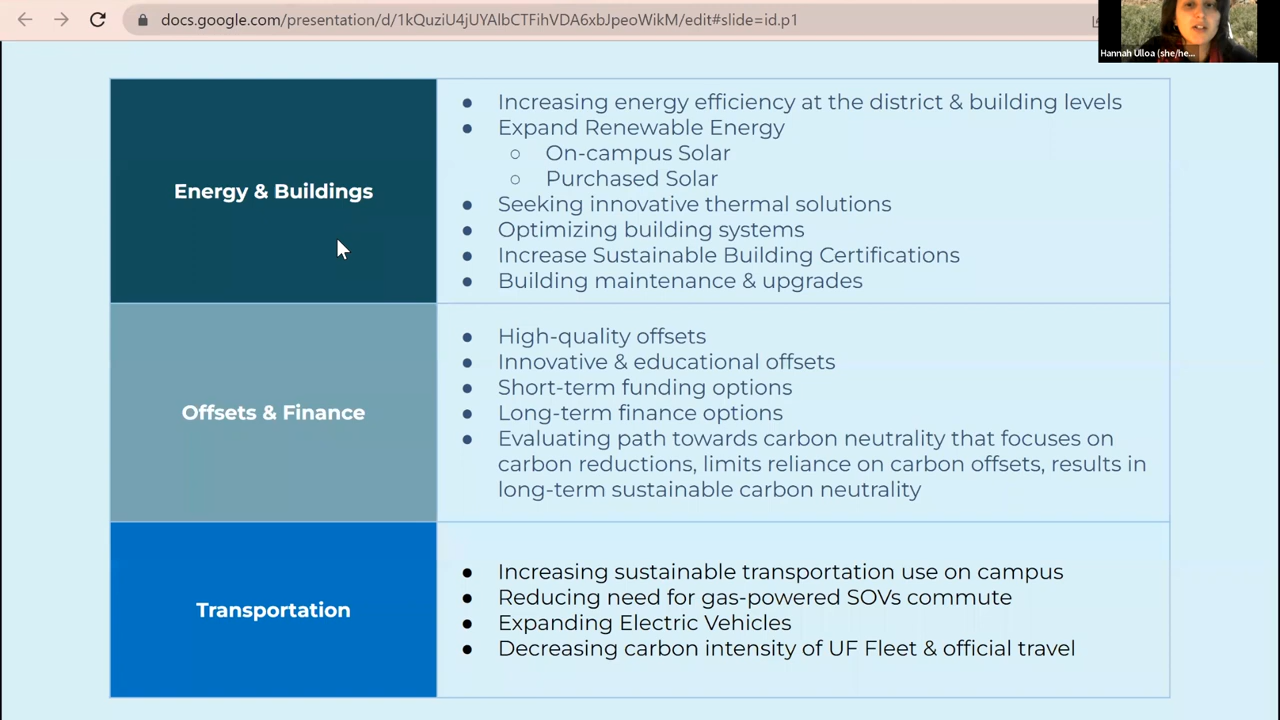 docs.google.com/presentation/d/1kQuziU4jUYAlbCTFihVDA6xbJpeoWikM/edit#slide=id.p1
Hannah Ulloa (she/he...
Energy & Buildings
● Increasing energy efficiency at the district & building levels
● Expand Renewable Energy
○ On-campus Solar
○ Purchased Solar
● Seeking innovative thermal solutions
● Optimizing building systems
● Increase Sustainable Building Certifications
● Building maintenance & upgrades
Offsets & Finance
● High-quality offsets
● Innovative & educational offsets
● Short-term funding options
● Long-term finance options
● Evaluating path towards carbon neutrality that focuses on
carbon reductions, limits reliance on carbon offsets, results in
long-term sustainable carbon neutrality
Transportation
● Increasing sustainable transportation use on campus
● Reducing need for gas-powered SOVs commute
● Expanding Electric Vehicles
● Decreasing carbon intensity of UF Fleet & official travel